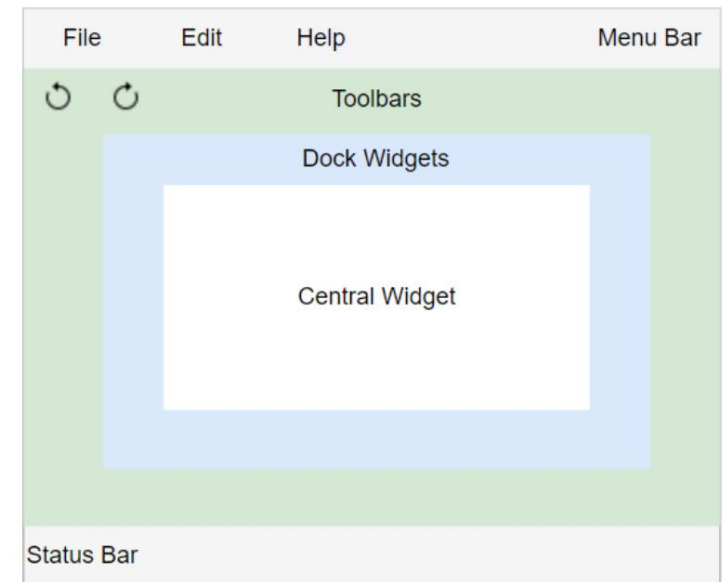 File Edit Help Menu Bar
Toolbars
Dock Widgets
Central Widget
Status Bar